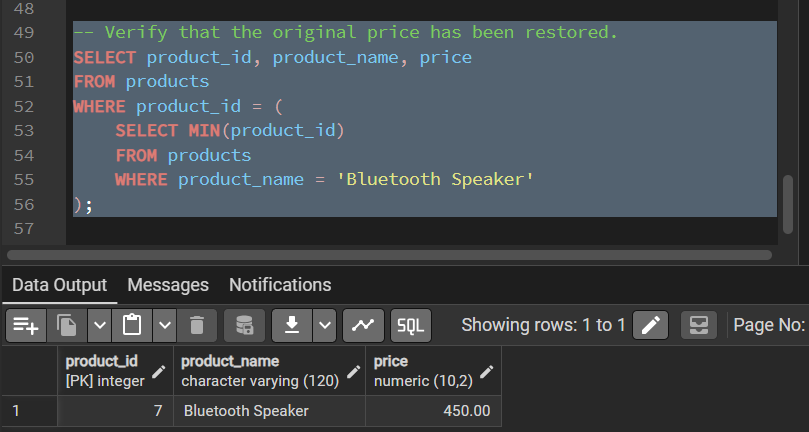 48
49 -- Verify that the original price has been restored.
50 SELECT product_id, product_name, price
51 FROM products
52 WHERE product_id = (
53     SELECT MIN(product_id)
54     FROM products
55     WHERE product_name = 'Bluetooth Speaker'
56 );
57
Data Output Messages Notifications
SQL Showing rows: 1 to 1 Page No:
product_id product_name price
[PK] integer character varying (120) numeric (10,2)
1 7 Bluetooth Speaker 450.00